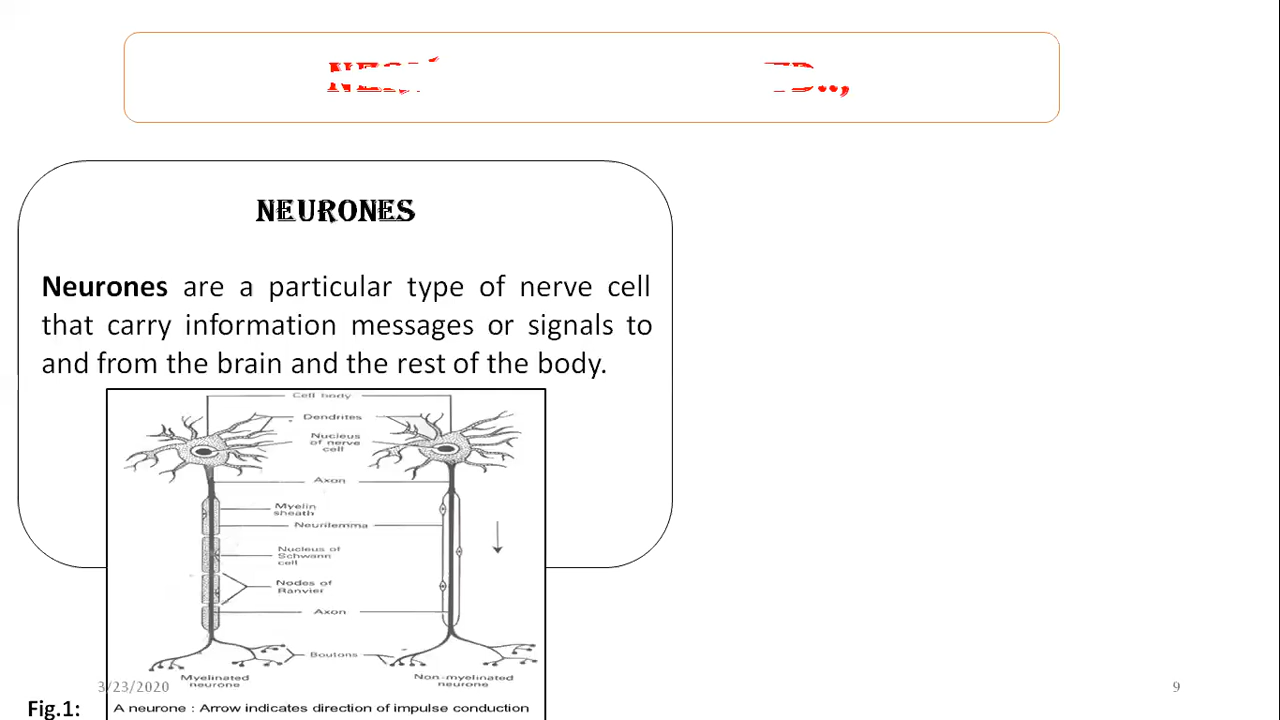 NEURONES
Neurones are a particular type of nerve cell
that carry information messages or signals to
and from the brain and the rest of the body.
Cell body
Dendrites
Nucleus
of nerve
cell
Axon
Myelin
sheath
Neurilemma
Nucleus of
Schwann
cell
Nodes of
Ranvier
Axon
Boutons
Myelinated
neurone
Non-myelinated
neurone
3/23/2020
9
Fig.1:
A neurone : Arrow indicates direction of impulse conduction